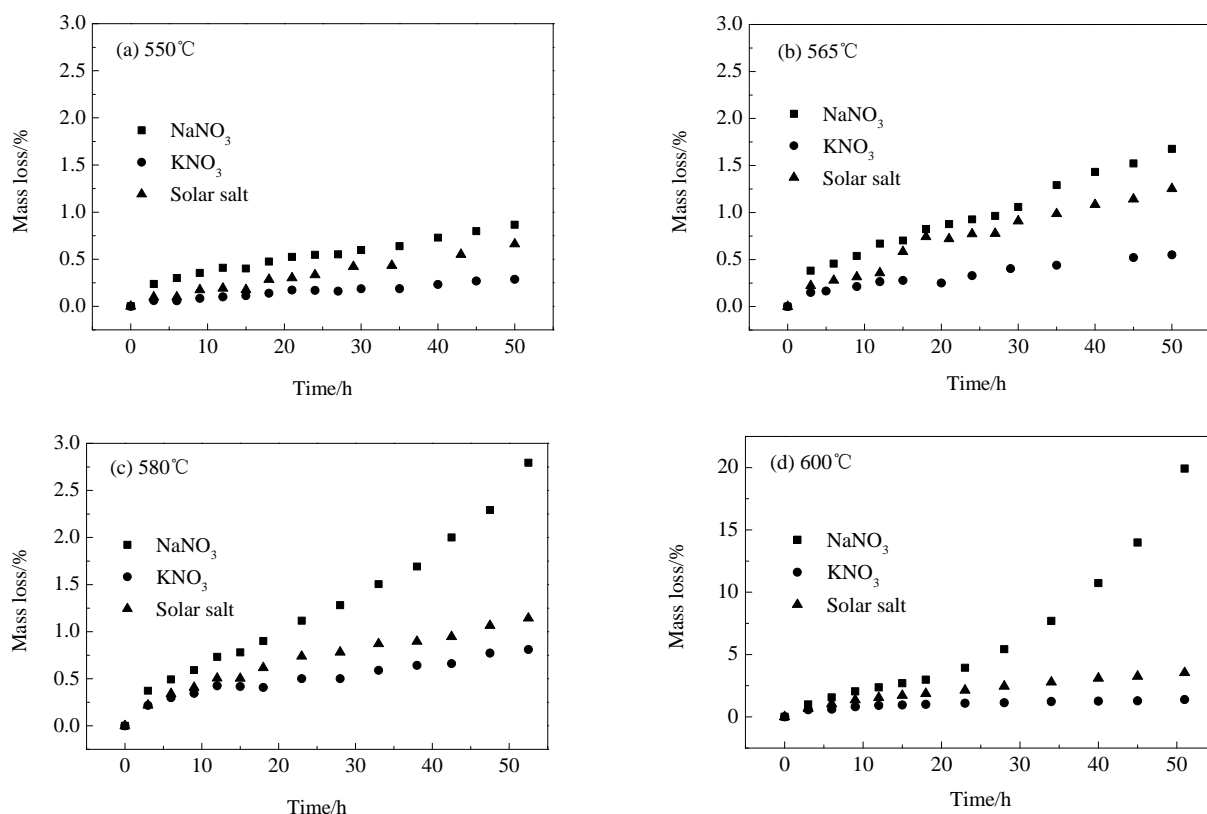 (a) 550℃
3.0
2.5
2.0
1.5
1.0
0.5
0.0
Mass loss/%
NaNO₃
KNO₃
Solar salt
0 10 20 30 40 50
Time/h
(b) 565℃
3.0
2.5
2.0
1.5
1.0
0.5
0.0
Mass loss/%
NaNO₃
KNO₃
Solar salt
0 10 20 30 40 50
Time/h
(c) 580℃
3.0
2.5
2.0
1.5
1.0
0.5
0.0
Mass loss/%
NaNO₃
KNO₃
Solar salt
0 10 20 30 40 50
Time/h
(d) 600℃
20
15
10
5
0
Mass loss/%
NaNO₃
KNO₃
Solar salt
0 10 20 30 40 50
Time/h